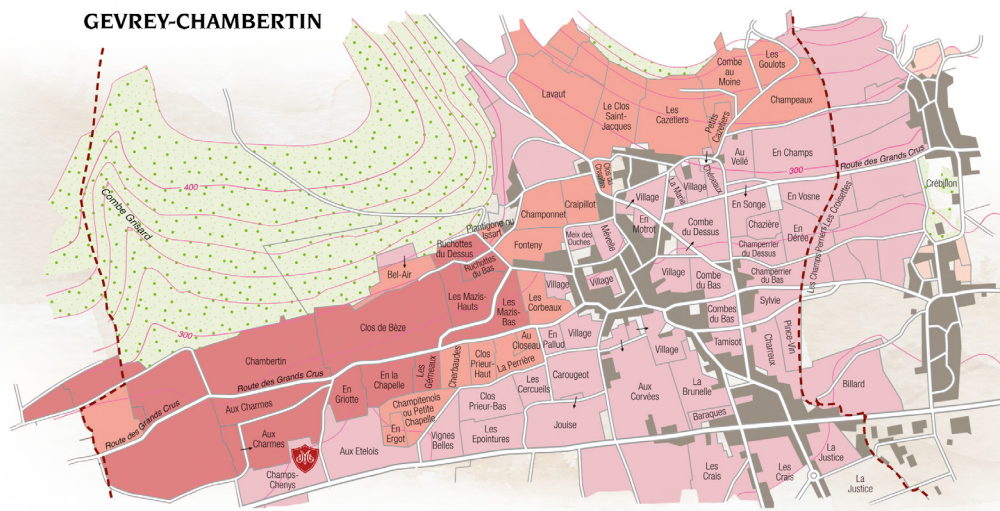 GEVREY-CHAMBERTIN
Les
Goulots
Combe
au
Moine
Lavaut
Champeaux
Le Clos
Saint-
Jacques
Les
Cazetiers
Petits
Cazetiers
Au
Vellé
En Champs
Route des Grands Crus
300
400
Combe Grisard
Clos du
Chapitre
Craipillot
Champonnet
Village
La Marie
Village
En Songe
En Vosne
Les Croisettes
Crébillon
En
Motrot
Combe
du Dessus
Chazière
En
Dérée
Les Champs Perriers
Issart
Fonteny
Meix des
Ouches
Mévelle
Champerrier
du Dessus
Ruchottes
du Dessus
Ruchottes
du Bas
Bel-Air
Village
Village
Village
Combe
du Bas
Champerrier
du Bas
Les Mazis-
Hauts
Les
Mazis-
Bas
Les
Corbeaux
Combes
du Bas
Sylvie
Clos de Bèze
300
Au
Closeau
En
Pallud
Village
Village
Tamisot
Charreux
Pince-Vin
Chambertin
Route des Grands Crus
En
Griotte
En la
Chapelle
Les
Gémeaux
Cherbaudes
Clos
Prieur-
Haut
La Perrière
Les
Cercueils
Carougeot
Aux
Corvées
La
Brunelle
Billard
Route des Grands Crus
Aux Charmes
Champitenois
ou Petite
Chapelle
Clos
Prieur-Bas
Baraques
En
Ergot
Jouise
Aux
Charmes
Aux Etelois
Vignes
Belles
Les
Epointures
Champs-
Chenys
Les
Crais
Les
Crais
La
Justice
La
Justice